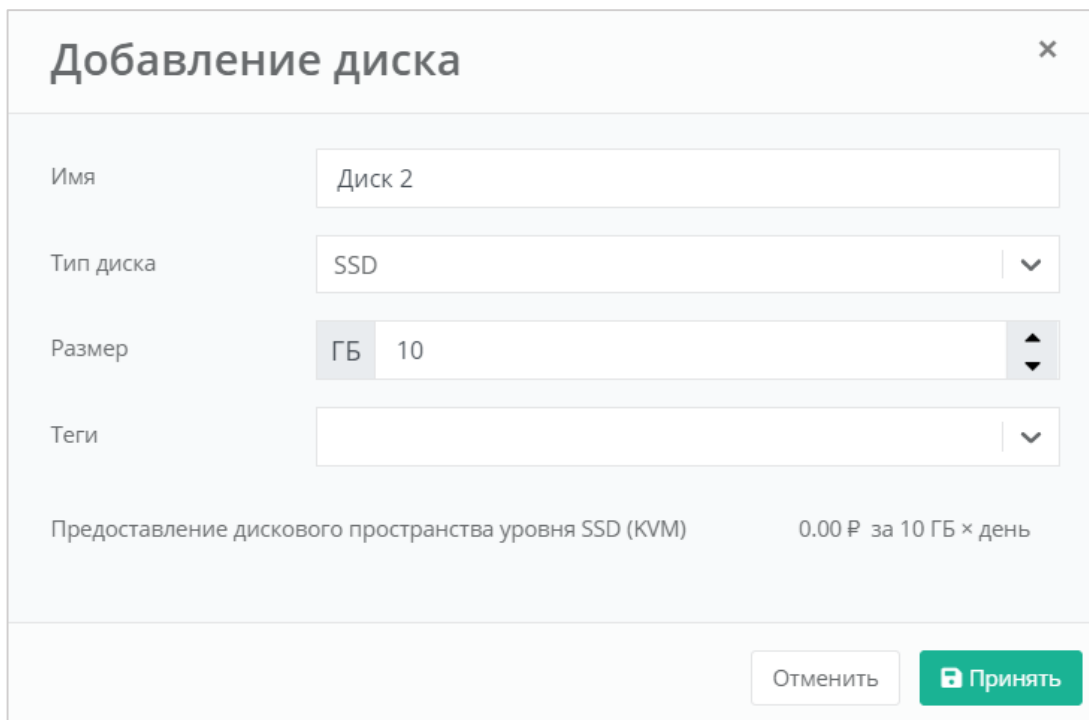 Добавление диска
×
Имя
Диск 2
Тип диска
SSD
Размер
ГБ 10
Теги
Предоставление дискового пространства уровня SSD (KVM) 0.00 ₽ за 10 ГБ × день
Отменить
Принять